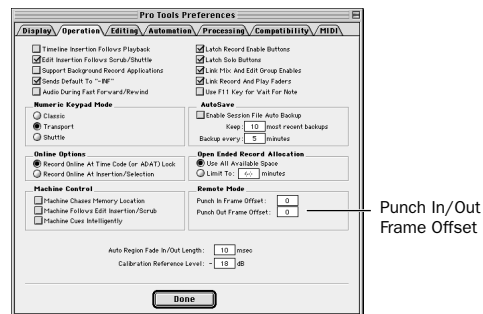 Pro Tools Preferences
Display Operation Editing Automation Processing Compatibility MIDI
Timeline Insertion Follows Playback
Edit Insertion Follows Scrub/Shuttle
Support Background Record Applications
Sends Default To "-INF"
Audio During Fast Forward/Rewind
Latch Record Enable Buttons
Latch Solo Buttons
Link Mix And Edit Group Enables
Link Record And Play Faders
Use F11 Key for Wait For Note
Numeric Keypad Mode
Classic
Transport
Shuttle
AutoSave
Enable Session File Auto Backup
Keep: 10 most recent backups
Backup every: 5 minutes
Online Options
Record Online At Time Code (or ADAT) Lock
Record Online At Insertion/Selection
Open Ended Record Allocation
Use All Available Space
Limit To: 60 minutes
Machine Control
Machine Chases Memory Location
Machine Follows Edit Insertion/Scrub
Machine Cues Intelligently
Remote Mode
Punch In Frame Offset: 0
Punch Out Frame Offset: 0
Punch In/Out
Frame Offset
Auto Region Fade In/Out Length: 10 msec
Calibration Reference Level: - 18 dB
Done